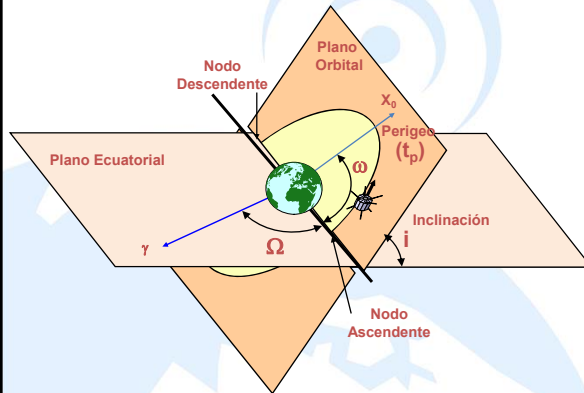 Plano
Orbital
Nodo
Descendente
X₀
Perigeo
(tₚ)
Plano Ecuatorial
ω
Inclinación
i
γ
Ω
Nodo
Ascendente